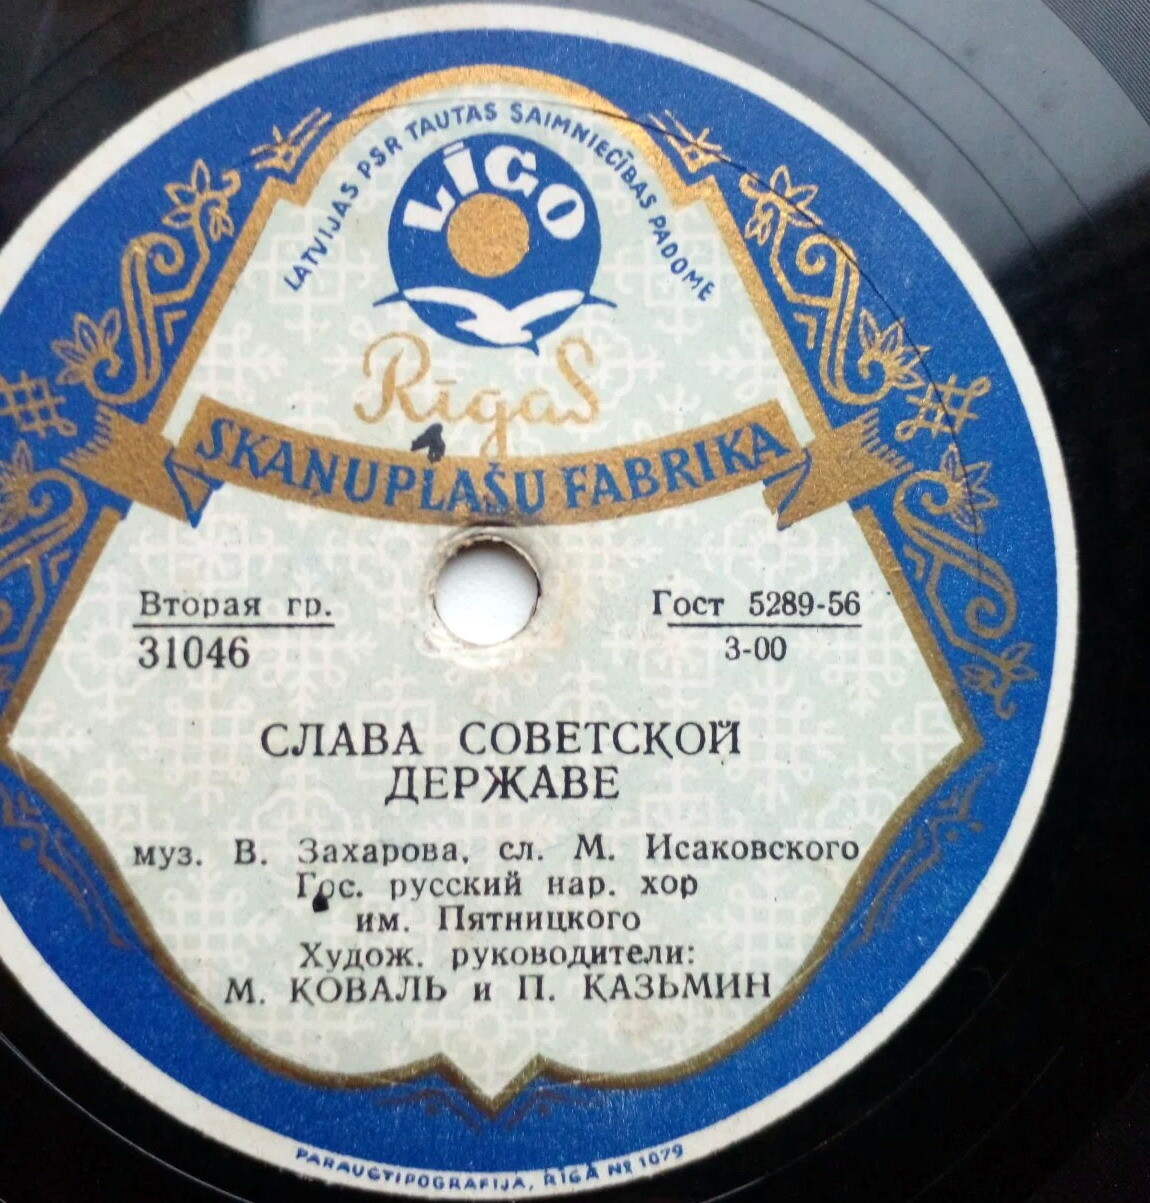 LATVIJAS PSR TAUTAS SAIMNIECĪBAS PADOME
LĪGO
Rīgas
SKAŅUPLAŠU FABRIKA
Вторая гр.
31046
Гост 5289-56
3-00
СЛАВА СОВЕТСКОЙ
ДЕРЖАВЕ
муз. В. Захарова, сл. М. Исаковского
Гос. русский нар. хор
им. Пятницкого
Худож. руководители:
М. КОВАЛЬ и П. КАЗЬМИН
PARAUGTIPOGRAFIJA, RĪGĀ № 1079